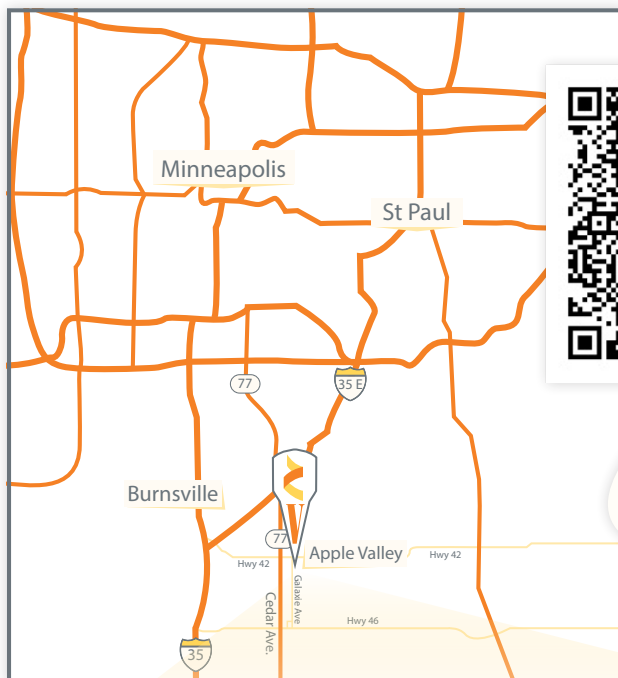 Minneapolis
St Paul
77
35 E
Burnsville
77
Apple Valley
Hwy 42
Hwy 42
Galaxie Ave
Cedar Ave.
Hwy 46
35